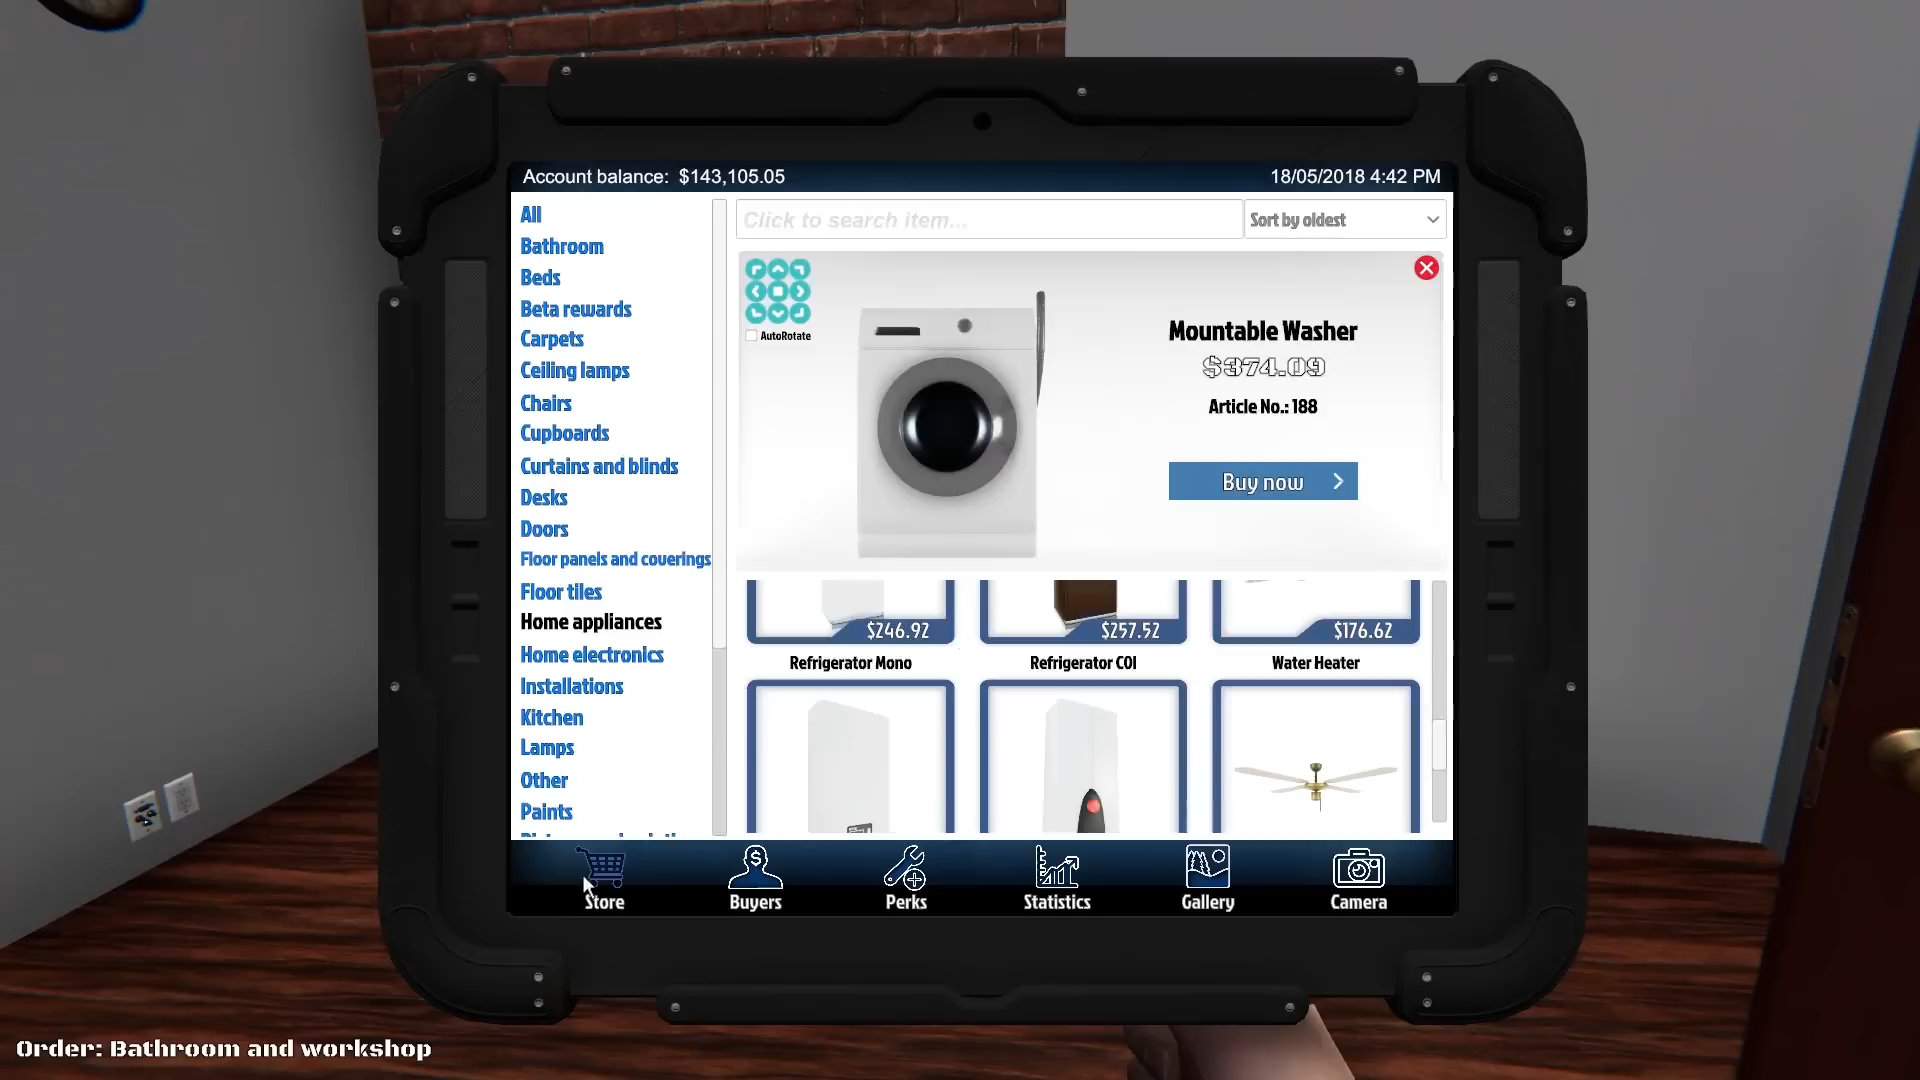 Account balance: $143,105.05
18/05/2018 4:42 PM
All
Bathroom
Beds
Beta rewards
Carpets
Ceiling lamps
Chairs
Cupboards
Curtains and blinds
Desks
Doors
Floor panels and coverings
Floor tiles
Home appliances
Home electronics
Installations
Kitchen
Lamps
Other
Paints
Click to search item...
Sort by oldest
AutoRotate
Mountable Washer
$374.09
Article No.: 188
Buy now
$246.92
$257.52
$176.62
Refrigerator Mono
Refrigerator C01
Water Heater
Store
Buyers
Perks
Statistics
Gallery
Camera
Order: Bathroom and workshop